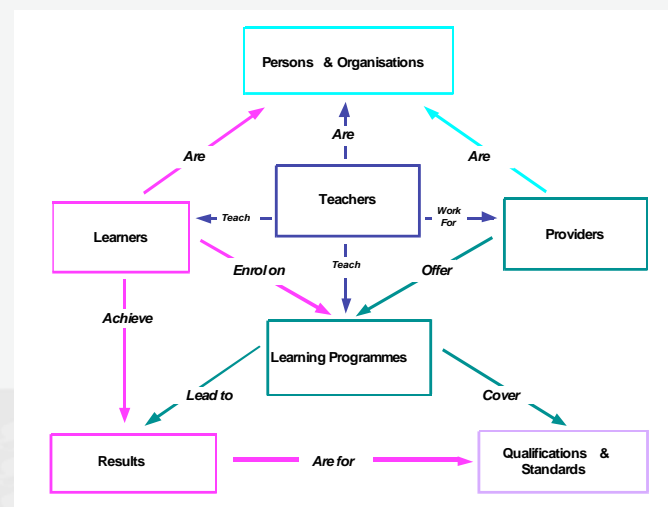 Persons & Organisations
Are
Are
Are
Teachers
Teach
Work
For
Learners
Providers
Enrol on
Teach
Offer
Achieve
Learning Programmes
Lead to
Cover
Results
Are for
Qualifications &
Standards